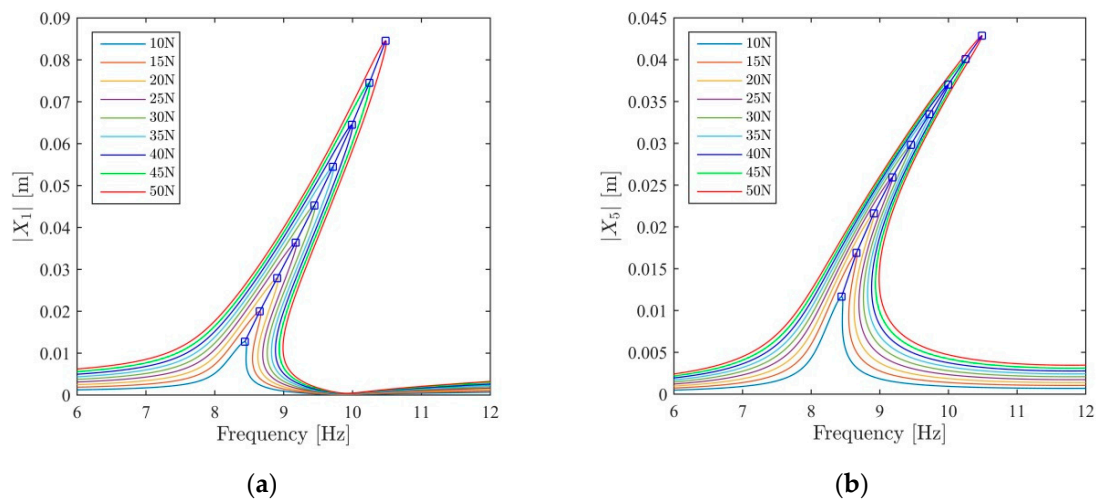 0.09
0.08
0.07
0.06
0.05
0.04
0.03
0.02
0.01
0
|X₁| [m]
10N
15N
20N
25N
30N
35N
40N
45N
50N
6 7 8 9 10 11 12
Frequency [Hz]
(a)
0.045
0.04
0.035
0.03
0.025
0.02
0.015
0.01
0.005
0
|X₅| [m]
10N
15N
20N
25N
30N
35N
40N
45N
50N
6 7 8 9 10 11 12
Frequency [Hz]
(b)